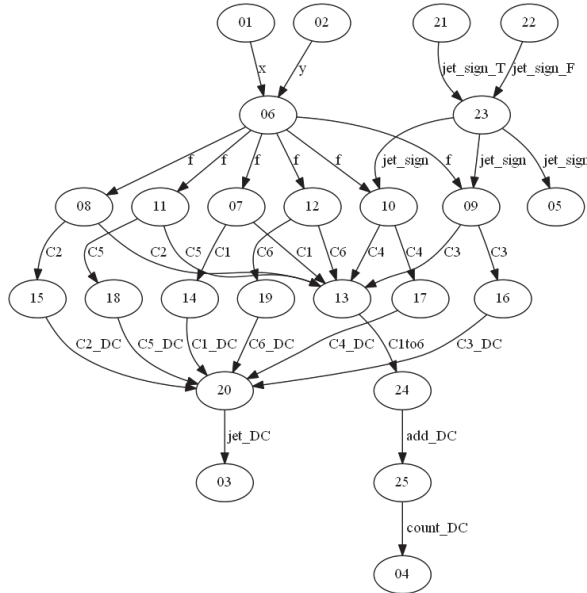 01 02 21 22
x y jet_sign_T jet_sign_F
06 23
f f f f f jet_sign f jet_sign jet_sign
08 11 07 12 10 09 05
C2 C5 C2 C5 C1 C1 C6 C6 C4 C4 C3 C3
15 18 14 19 13 17 16
C2_DC C5_DC C1_DC C6_DC C4_DC C1to6 C3_DC
20 24
jet_DC add_DC
03 25
count_DC
04